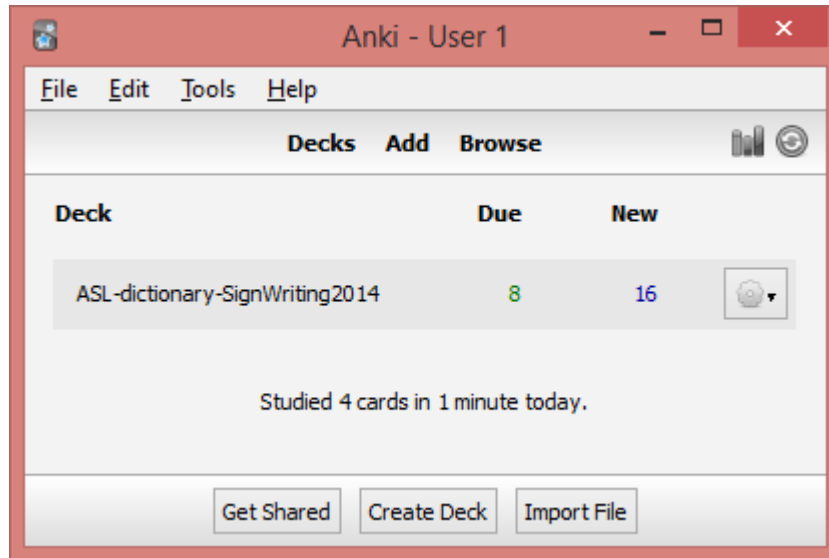 Anki - User 1
File Edit Tools Help
Decks Add Browse
Deck Due New
ASL-dictionary-SignWriting2014 8 16
Studied 4 cards in 1 minute today.
Get Shared Create Deck Import File